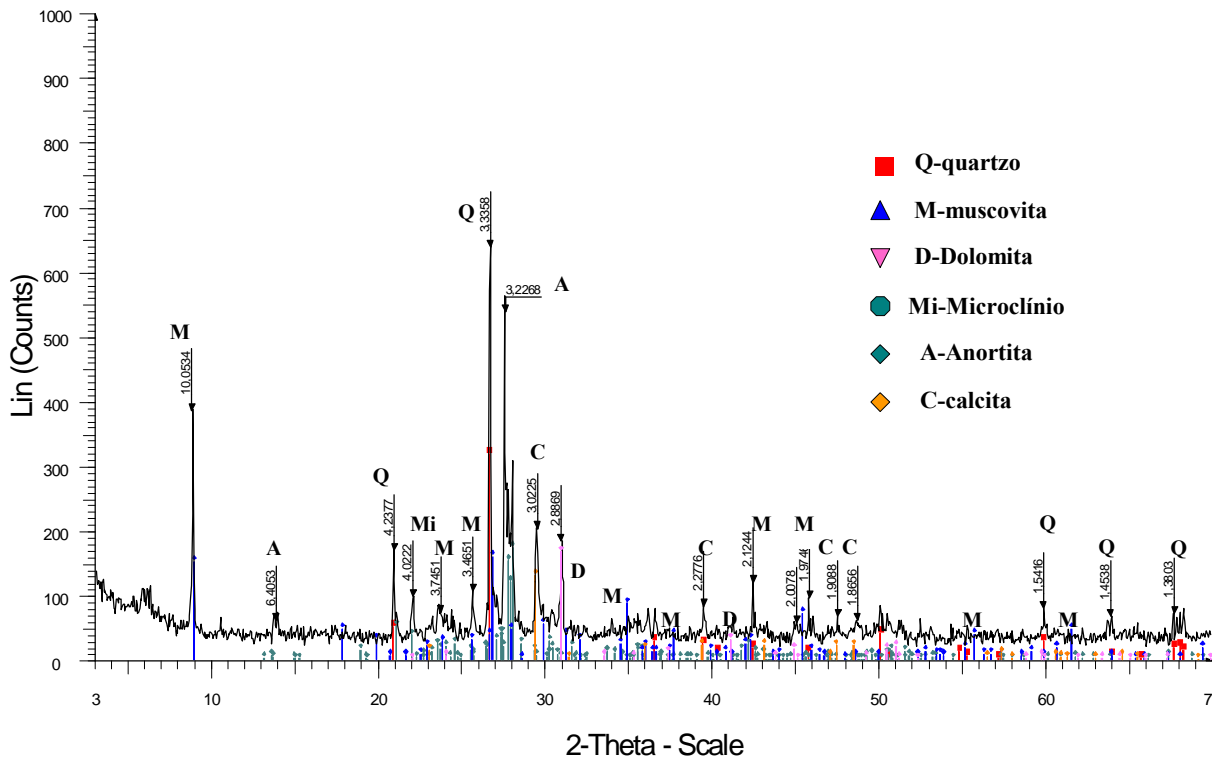 1000
900
800
700
600
500
400
300
200
100
0
Lin (Counts)
3
10
20
30
40
50
60
7
2-Theta - Scale
Q-quartzo
M-muscovita
D-Dolomita
Mi-Microclínio
A-Anortita
C-calcita
M
10.0534
A
6.4053
Q
4.2377
Mi
4.0222
M
3.7451
M
3.4651
Q
3.3358
3,2268
A
C
3.0225
2.8869
D
M
M
C
2.2776
D
M
2.1244
2.0078
M
1.974
C
1.9088
C
1.8656
M
Q
1.5416
M
Q
1.4538
Q
1.3803